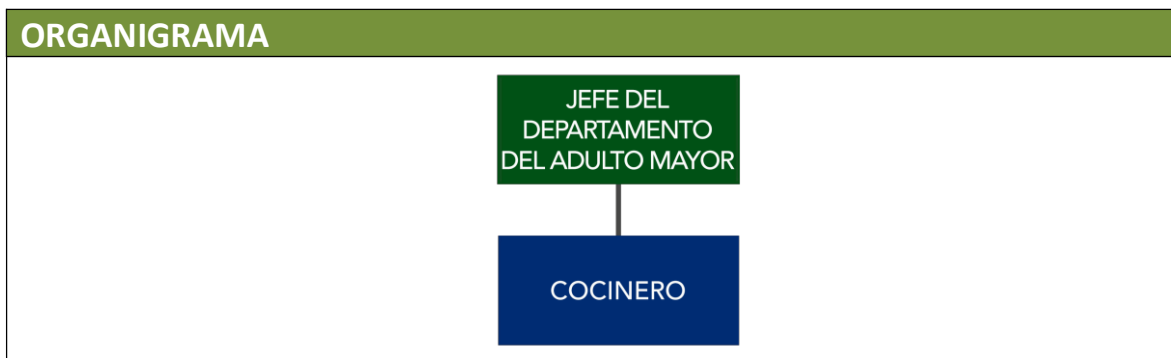 ORGANIGRAMA
JEFE DEL
DEPARTAMENTO
DEL ADULTO MAYOR
COCINERO